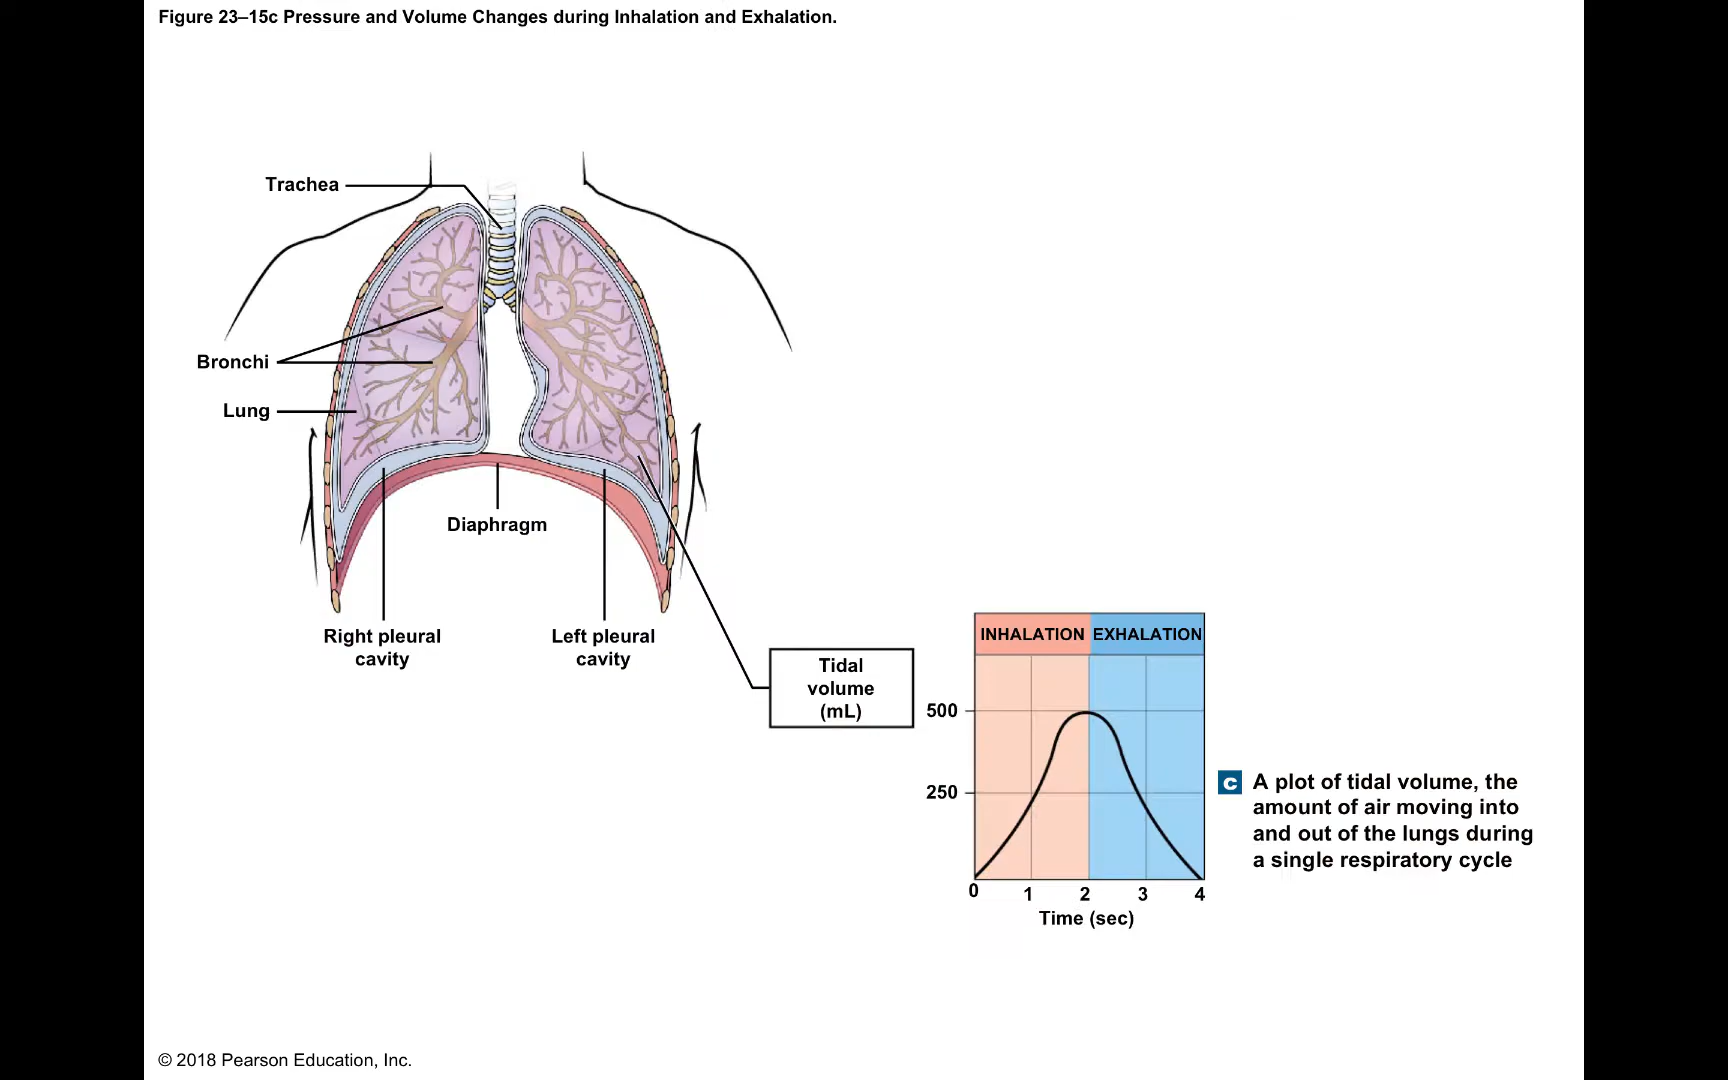 Figure 23–15c Pressure and Volume Changes during Inhalation and Exhalation.
Trachea
Bronchi
Lung
Diaphragm
Right pleural
cavity
Left pleural
cavity
Tidal
volume
(mL)
INHALATION EXHALATION
500
250
0 1 2 3 4
Time (sec)
c A plot of tidal volume, the
amount of air moving into
and out of the lungs during
a single respiratory cycle
© 2018 Pearson Education, Inc.